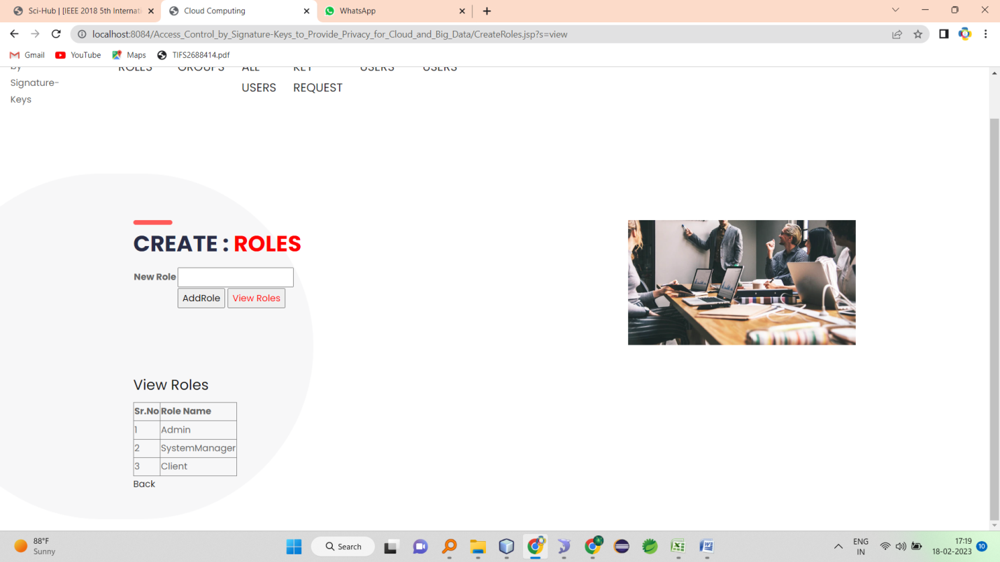 Sci-Hub | [IEEE 2018 5th Internati
Cloud Computing
WhatsApp
localhost:8084/Access_Control_by_Signature-Keys_to_Provide_Privacy_for_Cloud_and_Big_Data/CreateRoles.jsp?s=view
Gmail
YouTube
Maps
TIFS2688414.pdf
by
Signature-
Keys
ROLES
GROUPS
ALL
USERS
KEY
REQUEST
USERS
USERS
CREATE : ROLES
New Role
AddRole
View Roles
View Roles
Sr.No Role Name
1 Admin
2 SystemManager
3 Client
Back
88°F
Sunny
Search
ENG
IN
17:19
18-02-2023
10